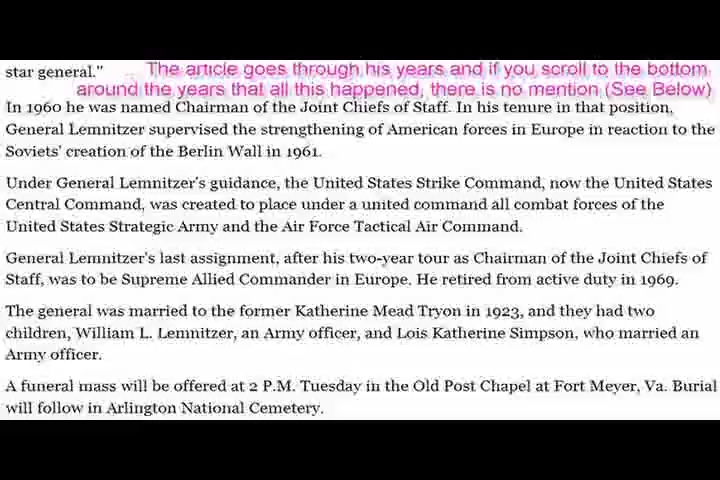 star general."
The article goes through his years and if you scroll to the bottom
around the years that all this happened, there is no mention (See Below)
In 1960 he was named Chairman of the Joint Chiefs of Staff. In his tenure in that position,
General Lemnitzer supervised the strengthening of American forces in Europe in reaction to the
Soviets' creation of the Berlin Wall in 1961.
Under General Lemnitzer's guidance, the United States Strike Command, now the United States
Central Command, was created to place under a united command all combat forces of the
United States Strategic Army and the Air Force Tactical Air Command.
General Lemnitzer's last assignment, after his two-year tour as Chairman of the Joint Chiefs of
Staff, was to be Supreme Allied Commander in Europe. He retired from active duty in 1969.
The general was married to the former Katherine Mead Tryon in 1923, and they had two
children, William L. Lemnitzer, an Army officer, and Lois Katherine Simpson, who married an
Army officer.
A funeral mass will be offered at 2 P.M. Tuesday in the Old Post Chapel at Fort Meyer, Va. Burial
will follow in Arlington National Cemetery.